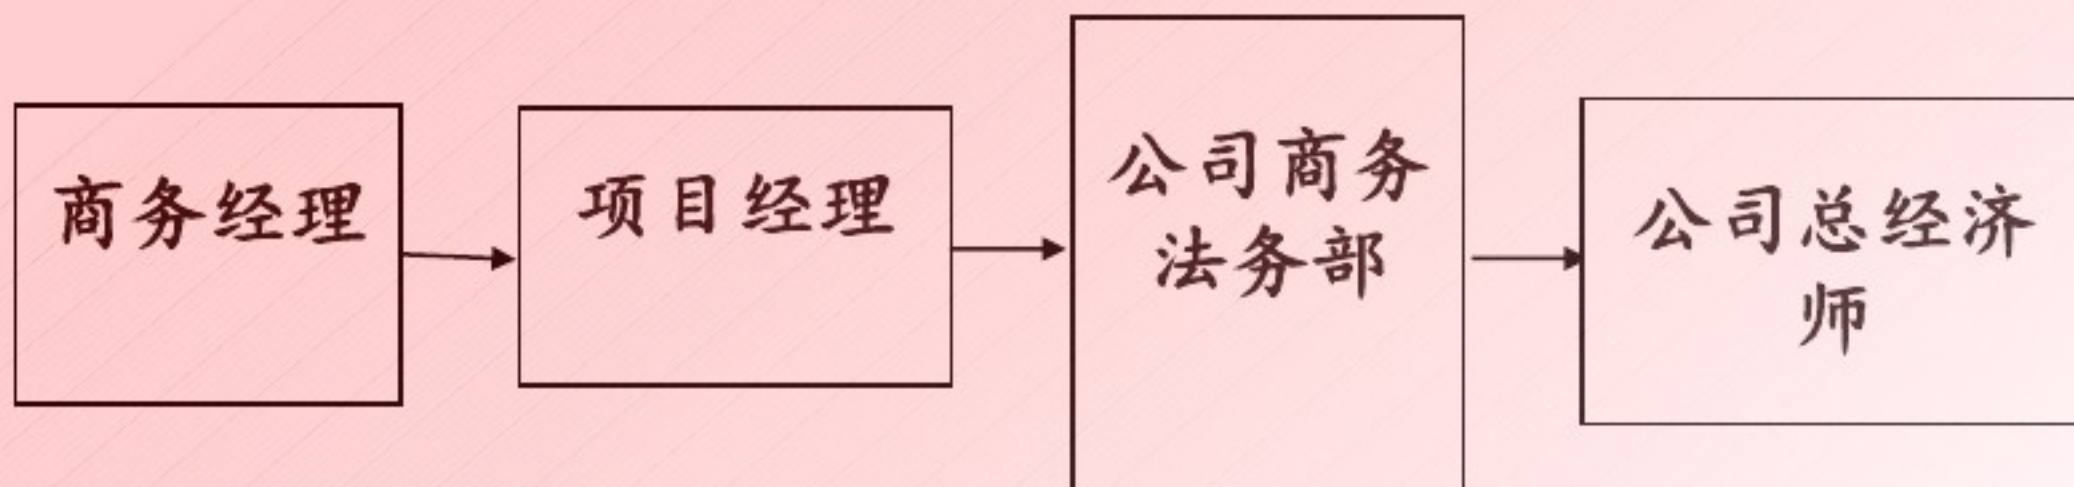 商务经理
项目经理
公司商务
法务部
公司总经济
师